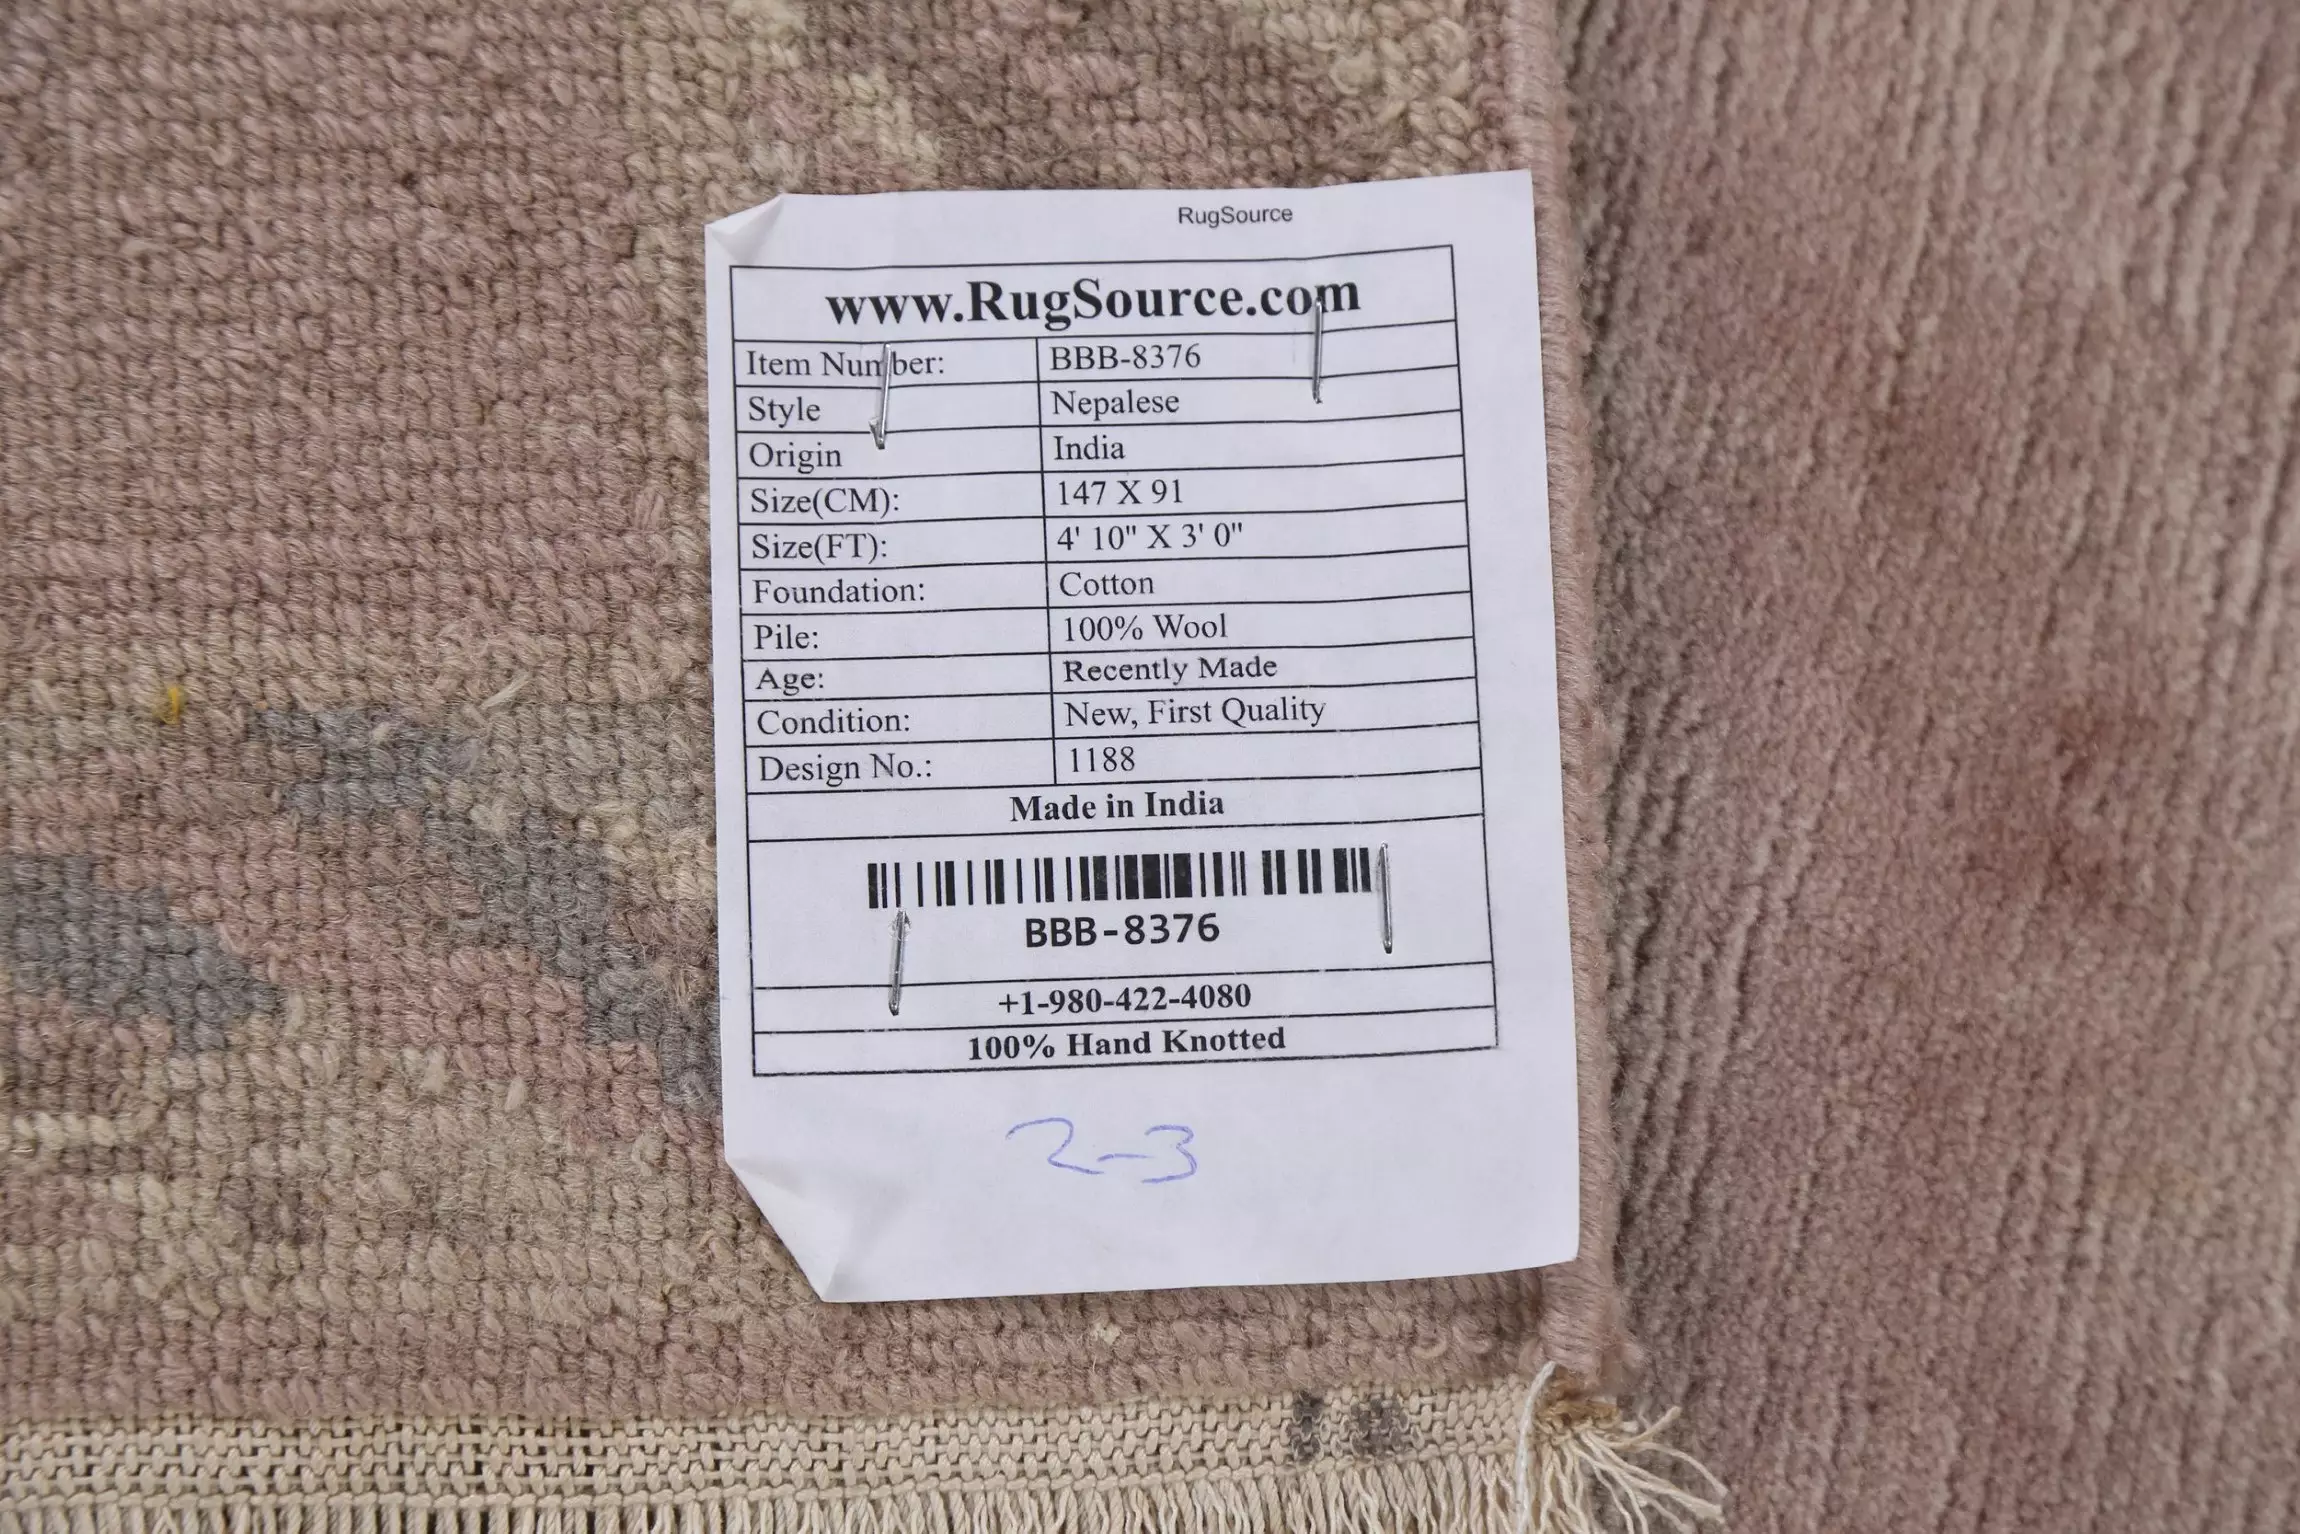 RugSource
www.RugSource.com
Item Number: BBB-8376
Style Nepalese
Origin India
Size(CM): 147 X 91
Size(FT): 4' 10" X 3' 0"
Foundation: Cotton
Pile: 100% Wool
Age: Recently Made
Condition: New, First Quality
Design No.: 1188
Made in India
BBB-8376
+1-980-422-4080
100% Hand Knotted
2-3